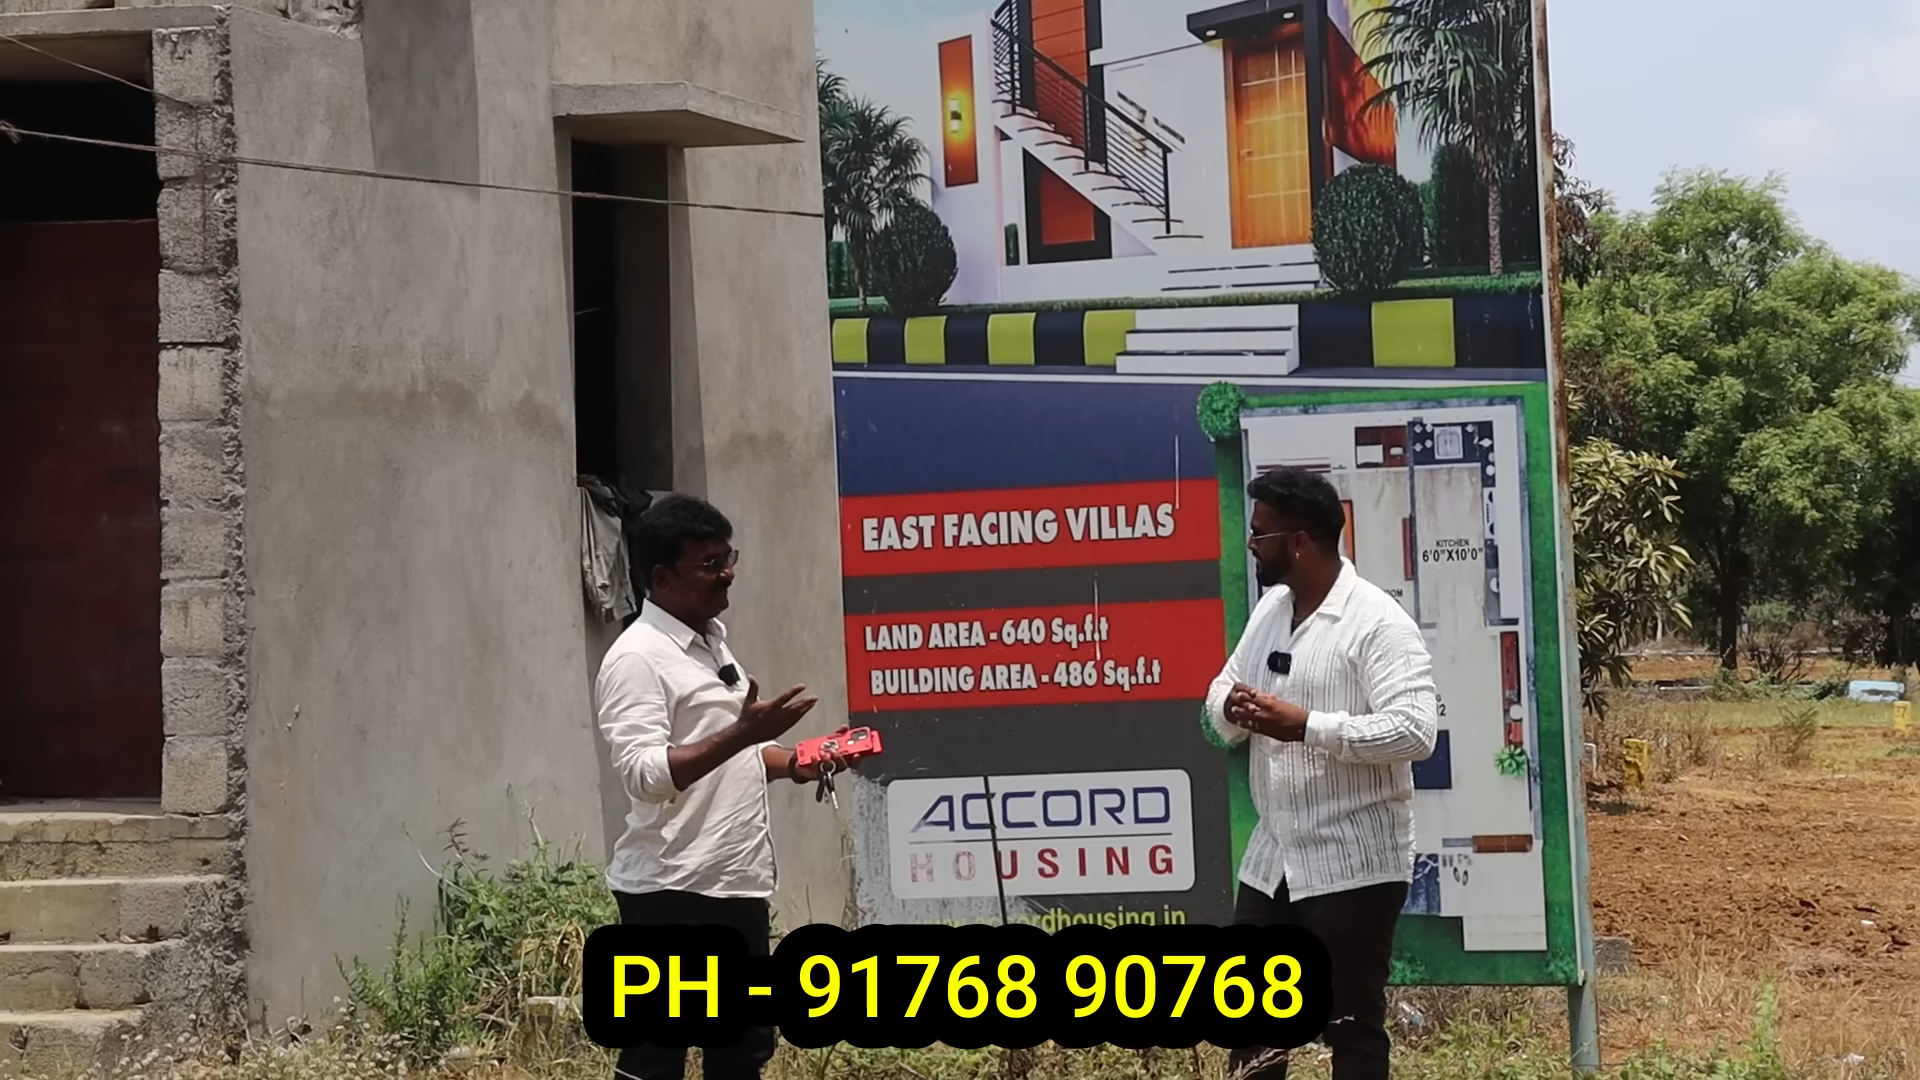 EAST FACING VILLAS
KITCHEN
6'0"X10'0"
LAND AREA - 640 Sq.f.t
BUILDING AREA - 486 Sq.f.t
ACCORD
HOUSING
PH - 91768 90768